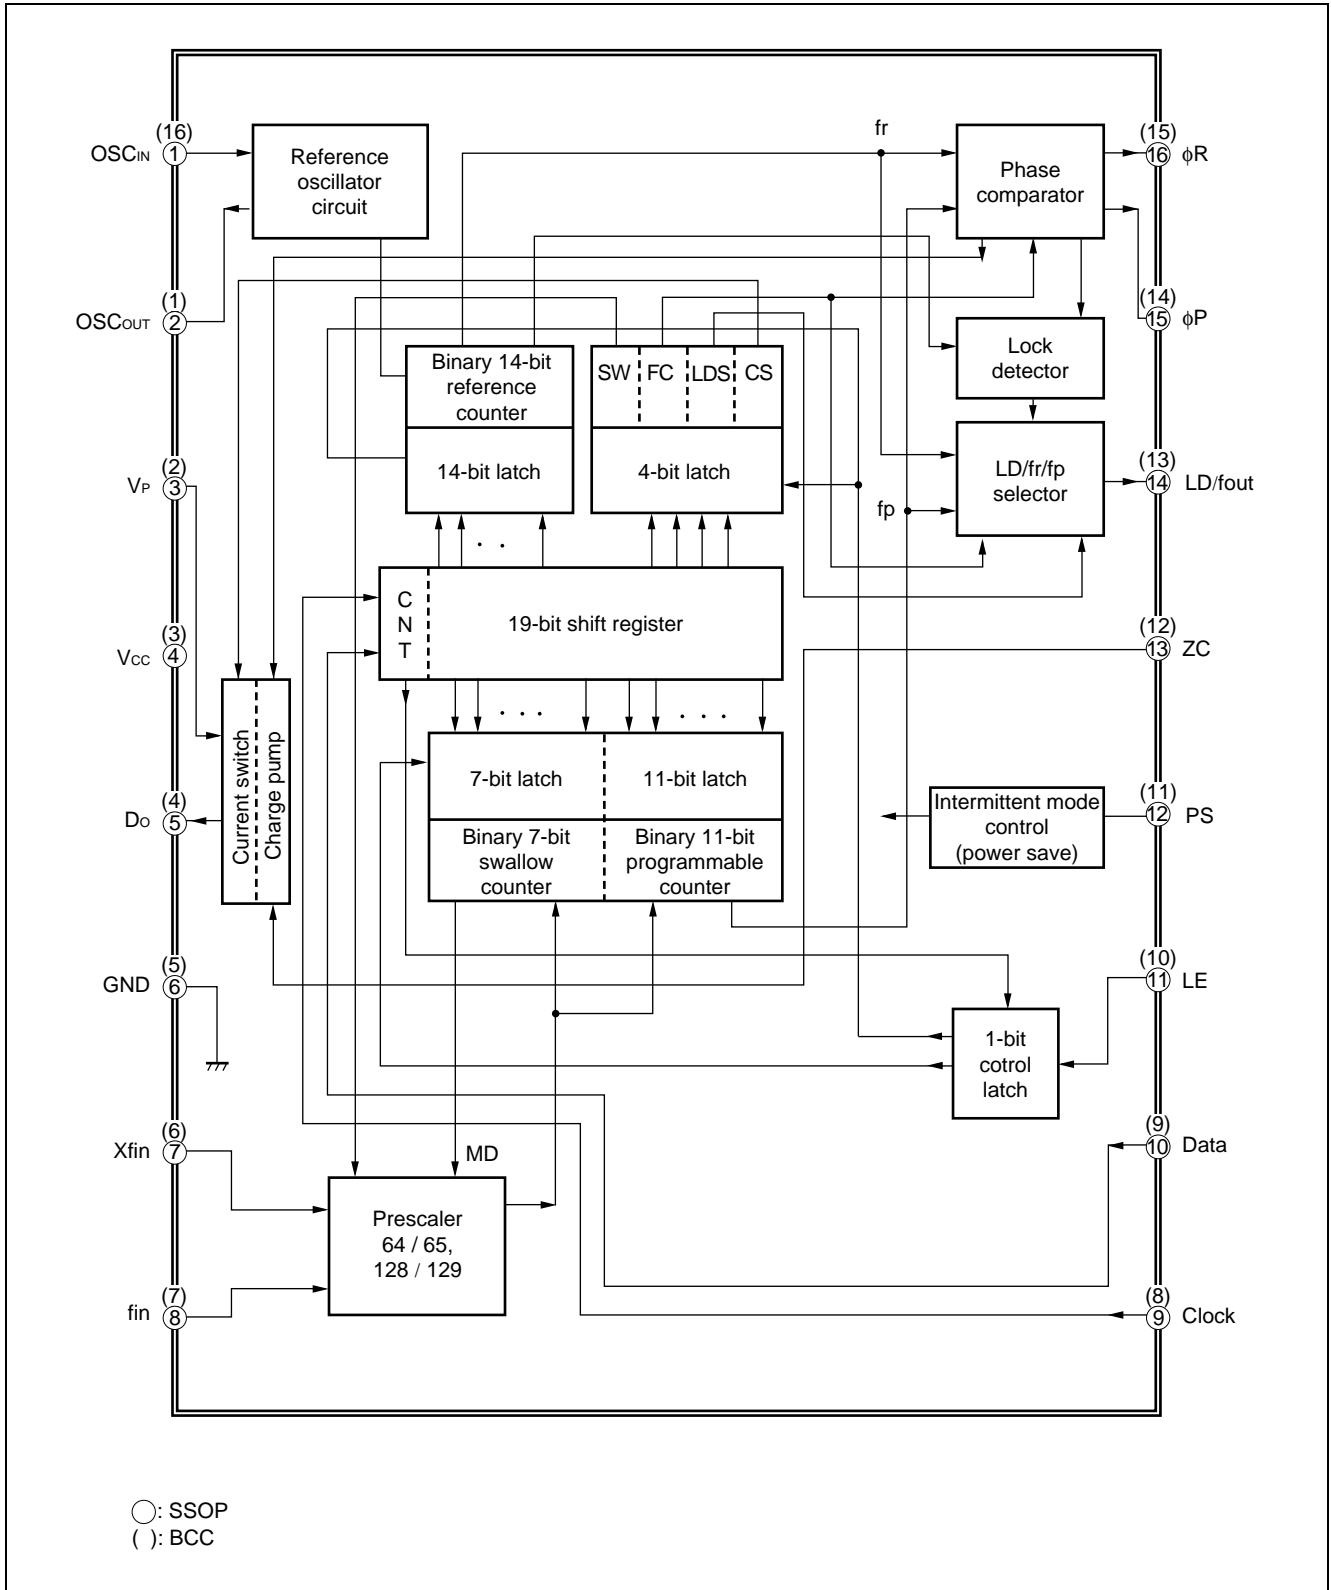 (16)
OSCIN 1
Reference
oscillator
circuit
fr
Phase
comparator
(15)
16 ϕR
(1)
OSCOUT 2
(14)
15 ϕP
Binary 14-bit
reference
counter
14-bit latch
SW FC LDS CS
4-bit latch
Lock
detector
LD/fr/fp
selector
fp
(13)
14 LD/fout
(2)
VP 3
. .
C
N
T
19-bit shift register
(12)
13 ZC
(3)
VCC 4
. . .
. . .
Current switch
Charge pump
7-bit latch
11-bit latch
Binary 7-bit
swallow
counter
Binary 11-bit
programmable
counter
Intermittent mode
control
(power save)
(11)
12 PS
(4)
DO 5
(5)
GND 6
(10)
11 LE
1-bit
cotrol
latch
(6)
Xfin 7
MD
(9)
10 Data
Prescaler
64 / 65,
128 / 129
(7)
fin 8
(8)
9 Clock
◯: SSOP
( ): BCC